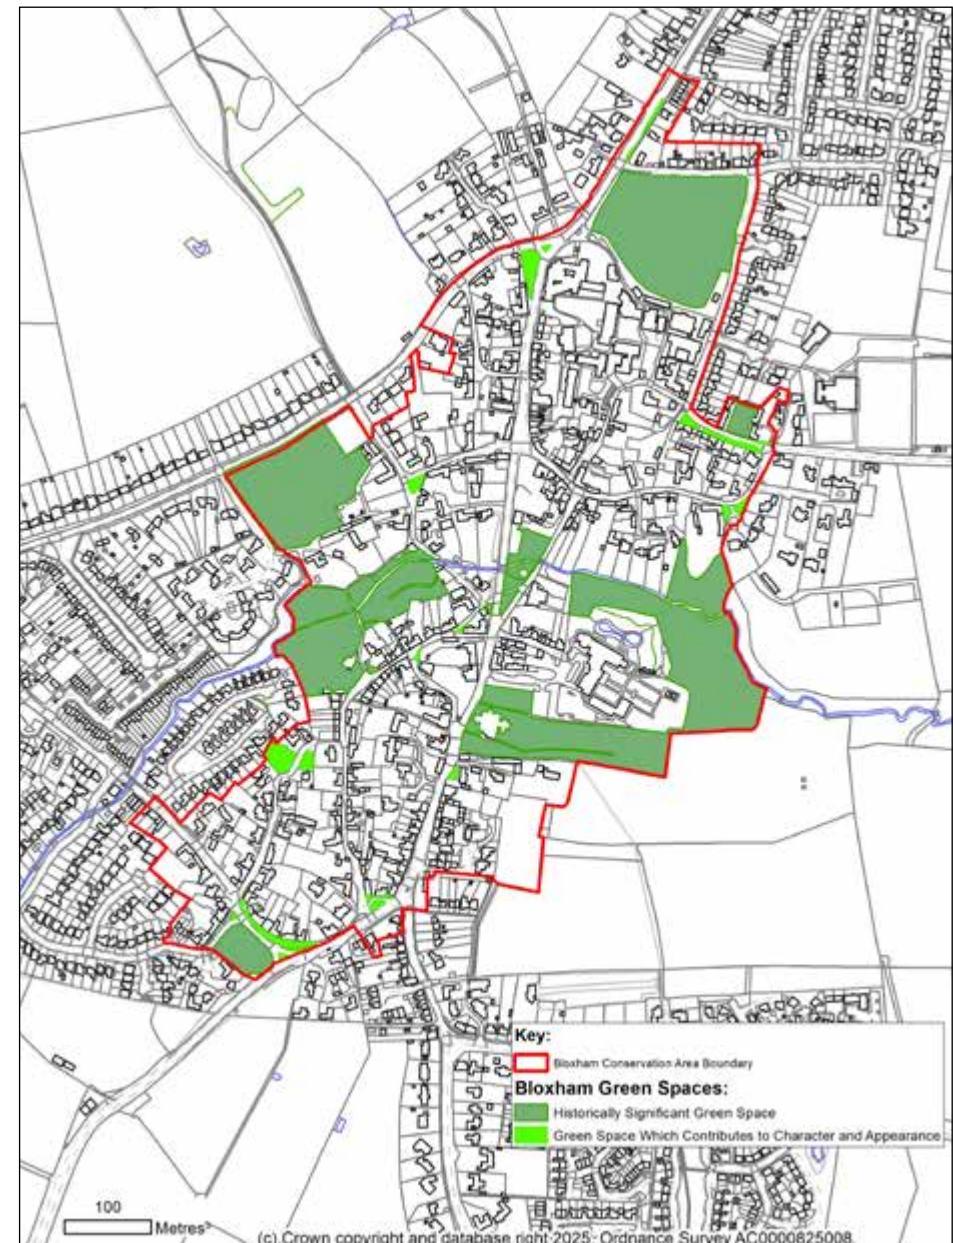 Key:
Bloxham Conservation Area Boundary
Bloxham Green Spaces:
Historically Significant Green Space
Green Space Which Contributes to Character and Appearance
100
Metres
(c) Crown copyright and database right 2025. Ordnance Survey AC0000825008.